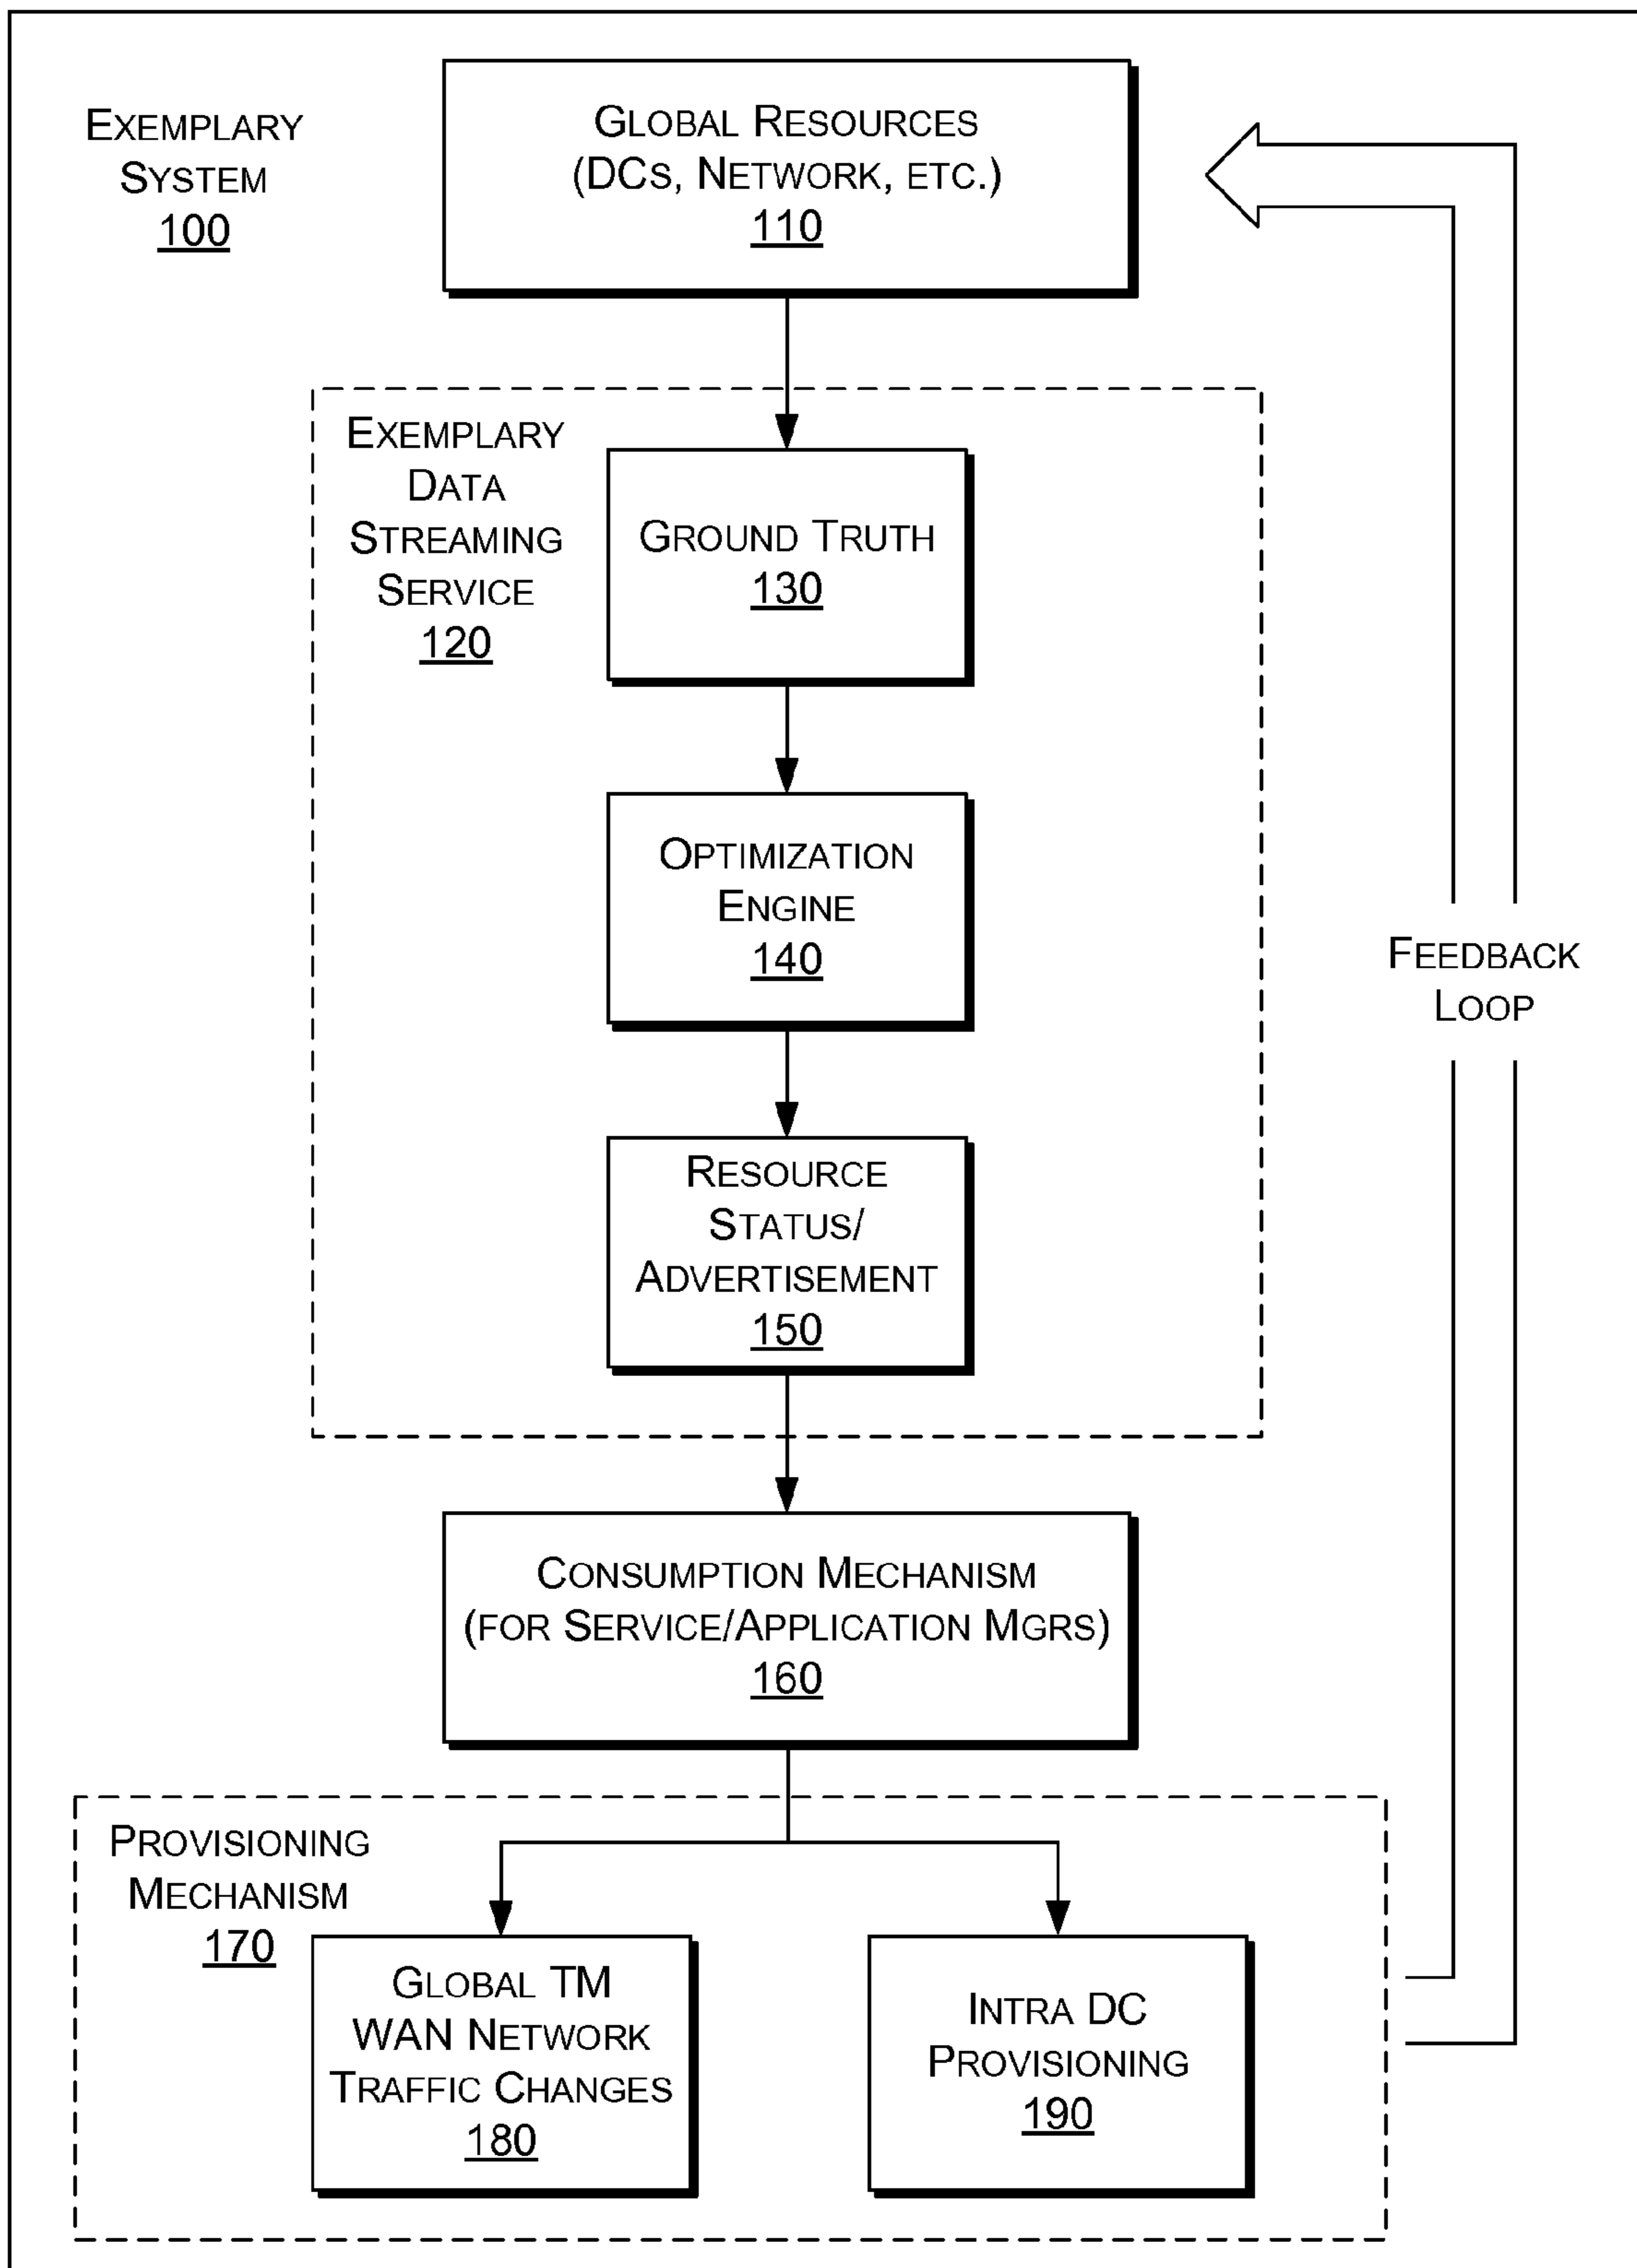 EXEMPLARY
SYSTEM
100
GLOBAL RESOURCES
(DCS, NETWORK, ETC.)
110
EXEMPLARY
DATA
STREAMING
SERVICE
120
GROUND TRUTH
130
OPTIMIZATION
ENGINE
140
FEEDBACK
LOOP
RESOURCE
STATUS/
ADVERTISEMENT
150
CONSUMPTION MECHANISM
(FOR SERVICE/APPLICATION MGRS)
160
PROVISIONING
MECHANISM
170
GLOBAL TM
WAN NETWORK
TRAFFIC CHANGES
180
INTRA DC
PROVISIONING
190